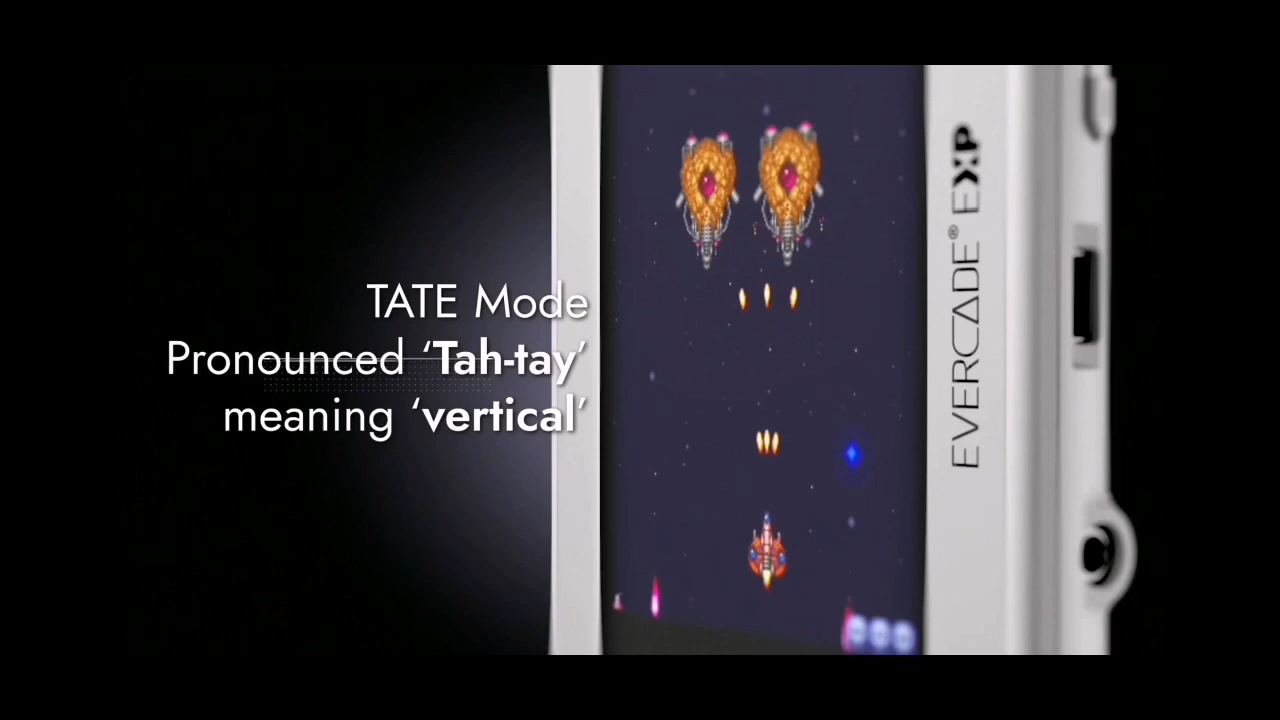 TATE Mode
Pronounced ‘Tah-tay’
meaning ‘vertical’
EVERCADE® EXP